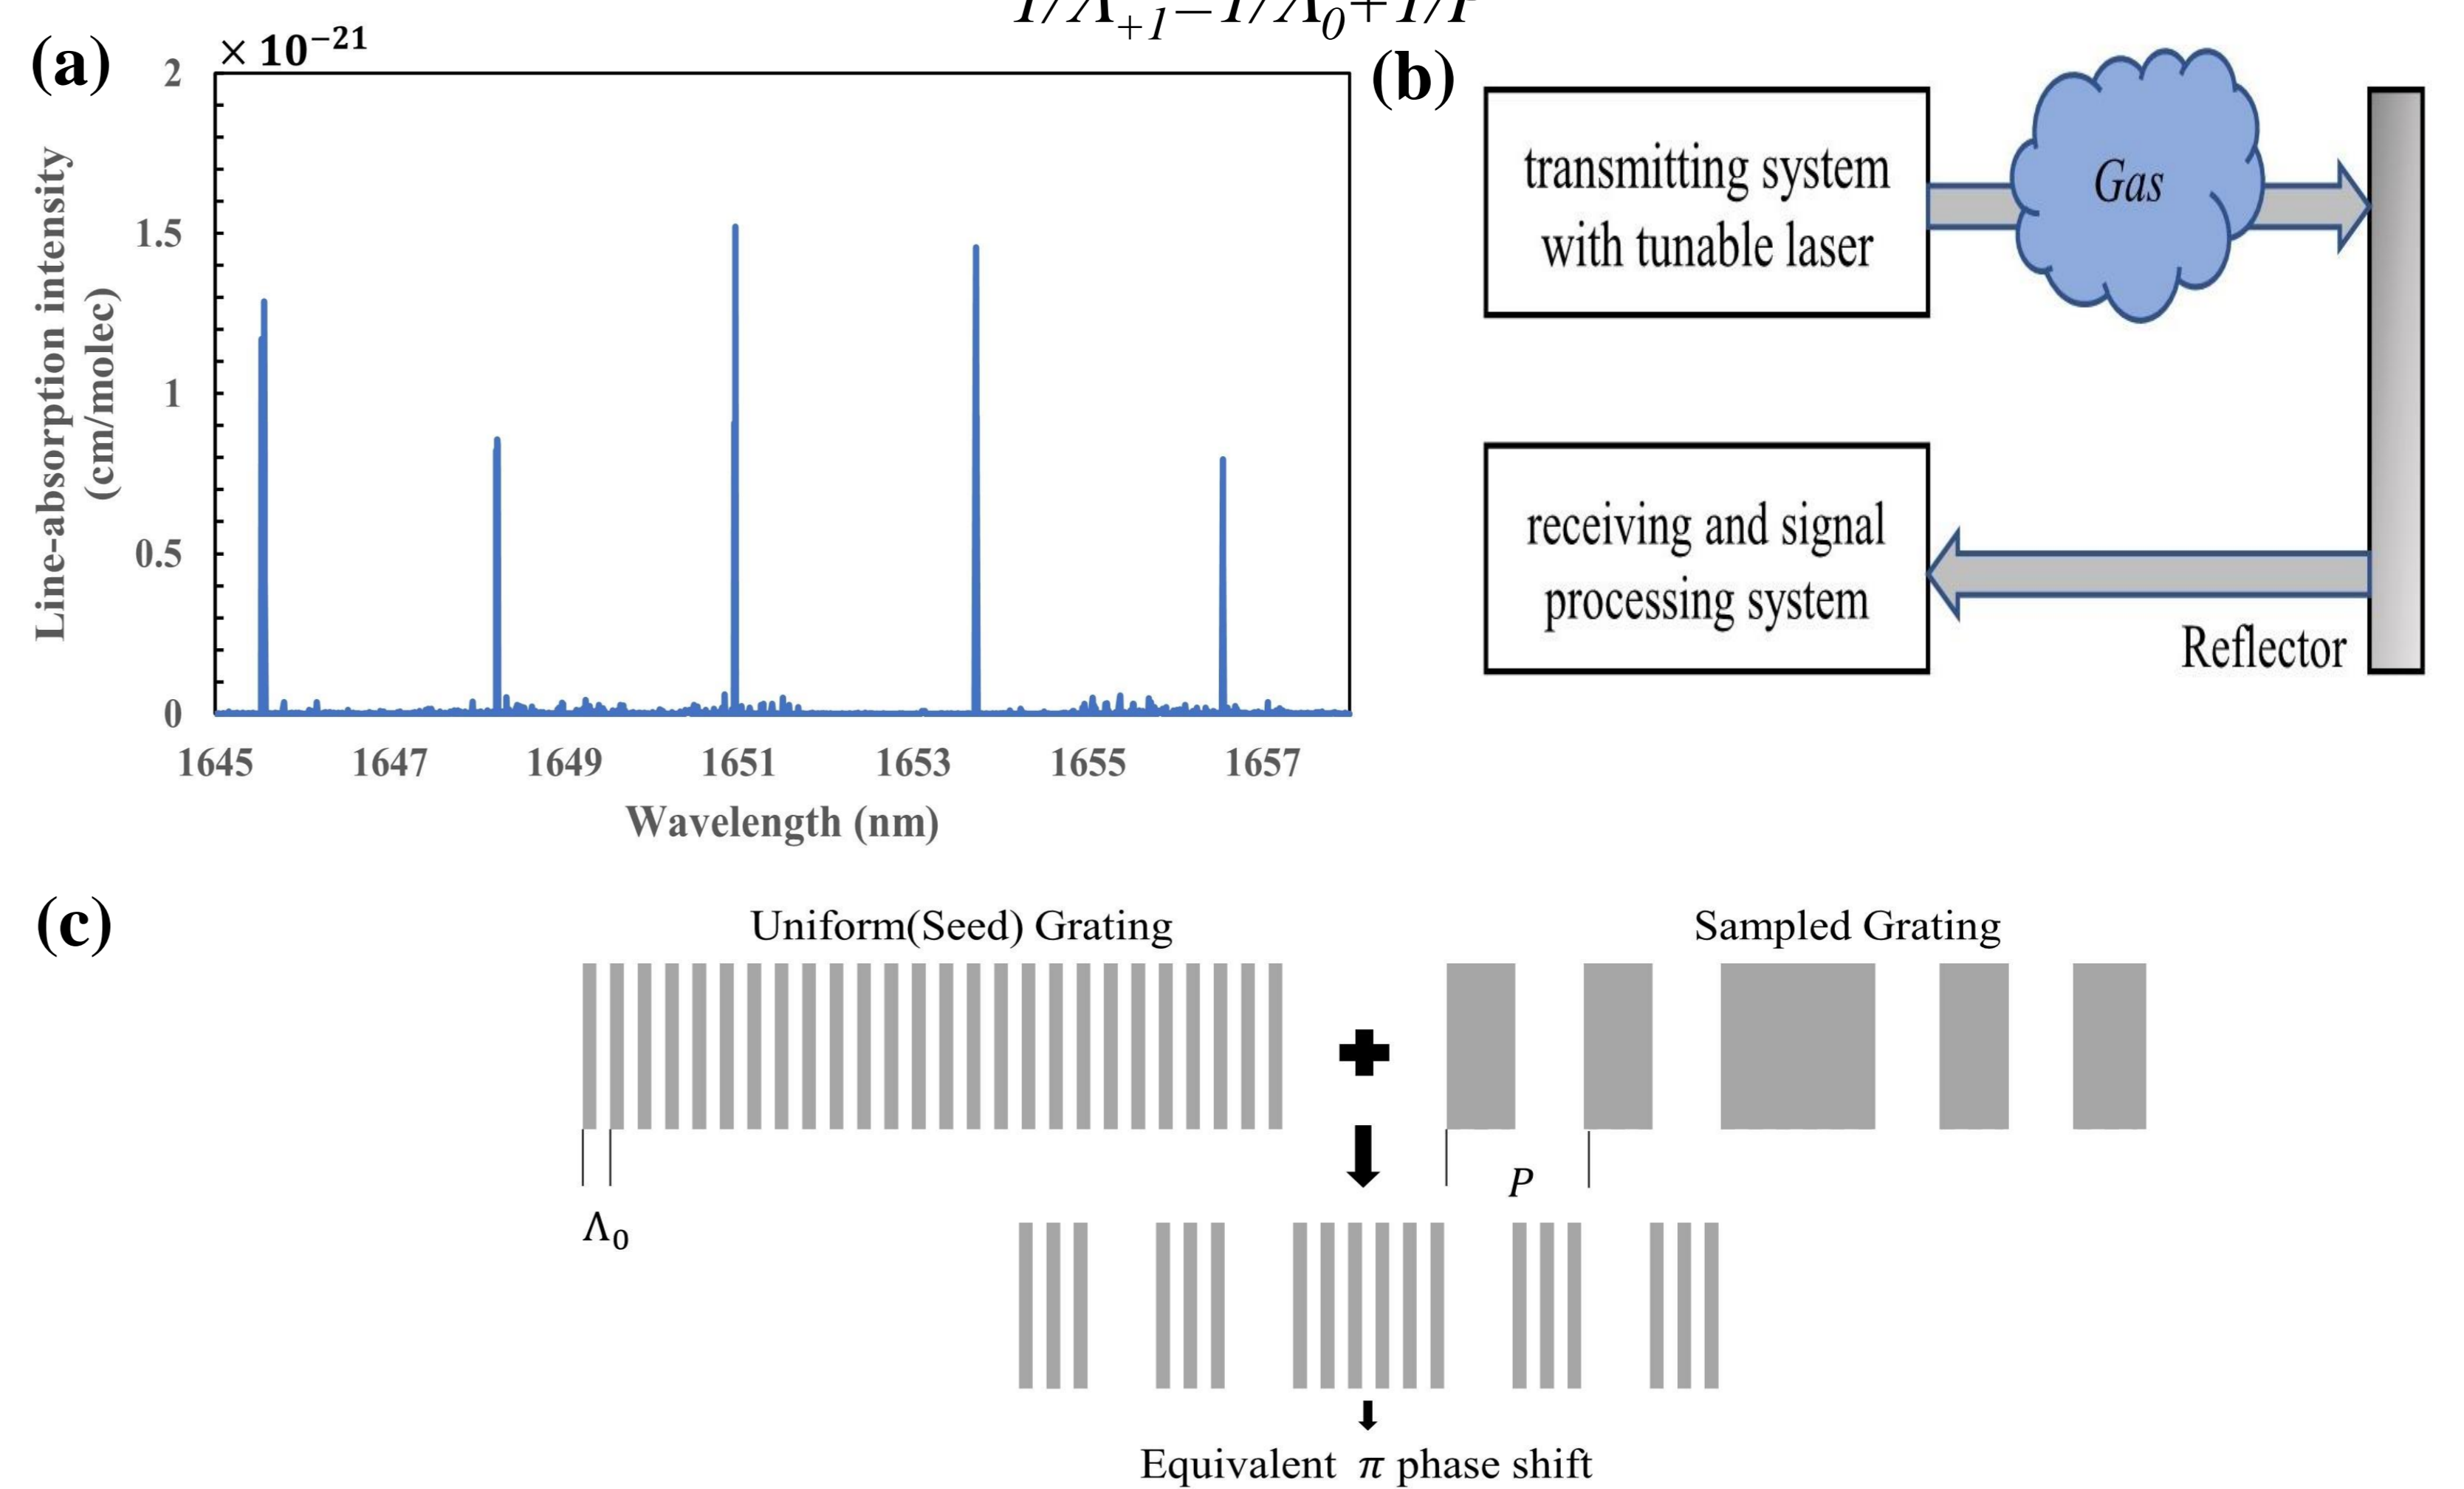 1/Λ+1=1/Λ0+1/P
(a)
× 10−21
2
1.5
1
0.5
0
Line-absorption intensity
(cm/molec)
1645 1647 1649 1651 1653 1655 1657
Wavelength (nm)
(b)
transmitting system
with tunable laser
Gas
receiving and signal
processing system
Reflector
(c)
Uniform(Seed) Grating
Sampled Grating
P
Λ0
Equivalent π phase shift